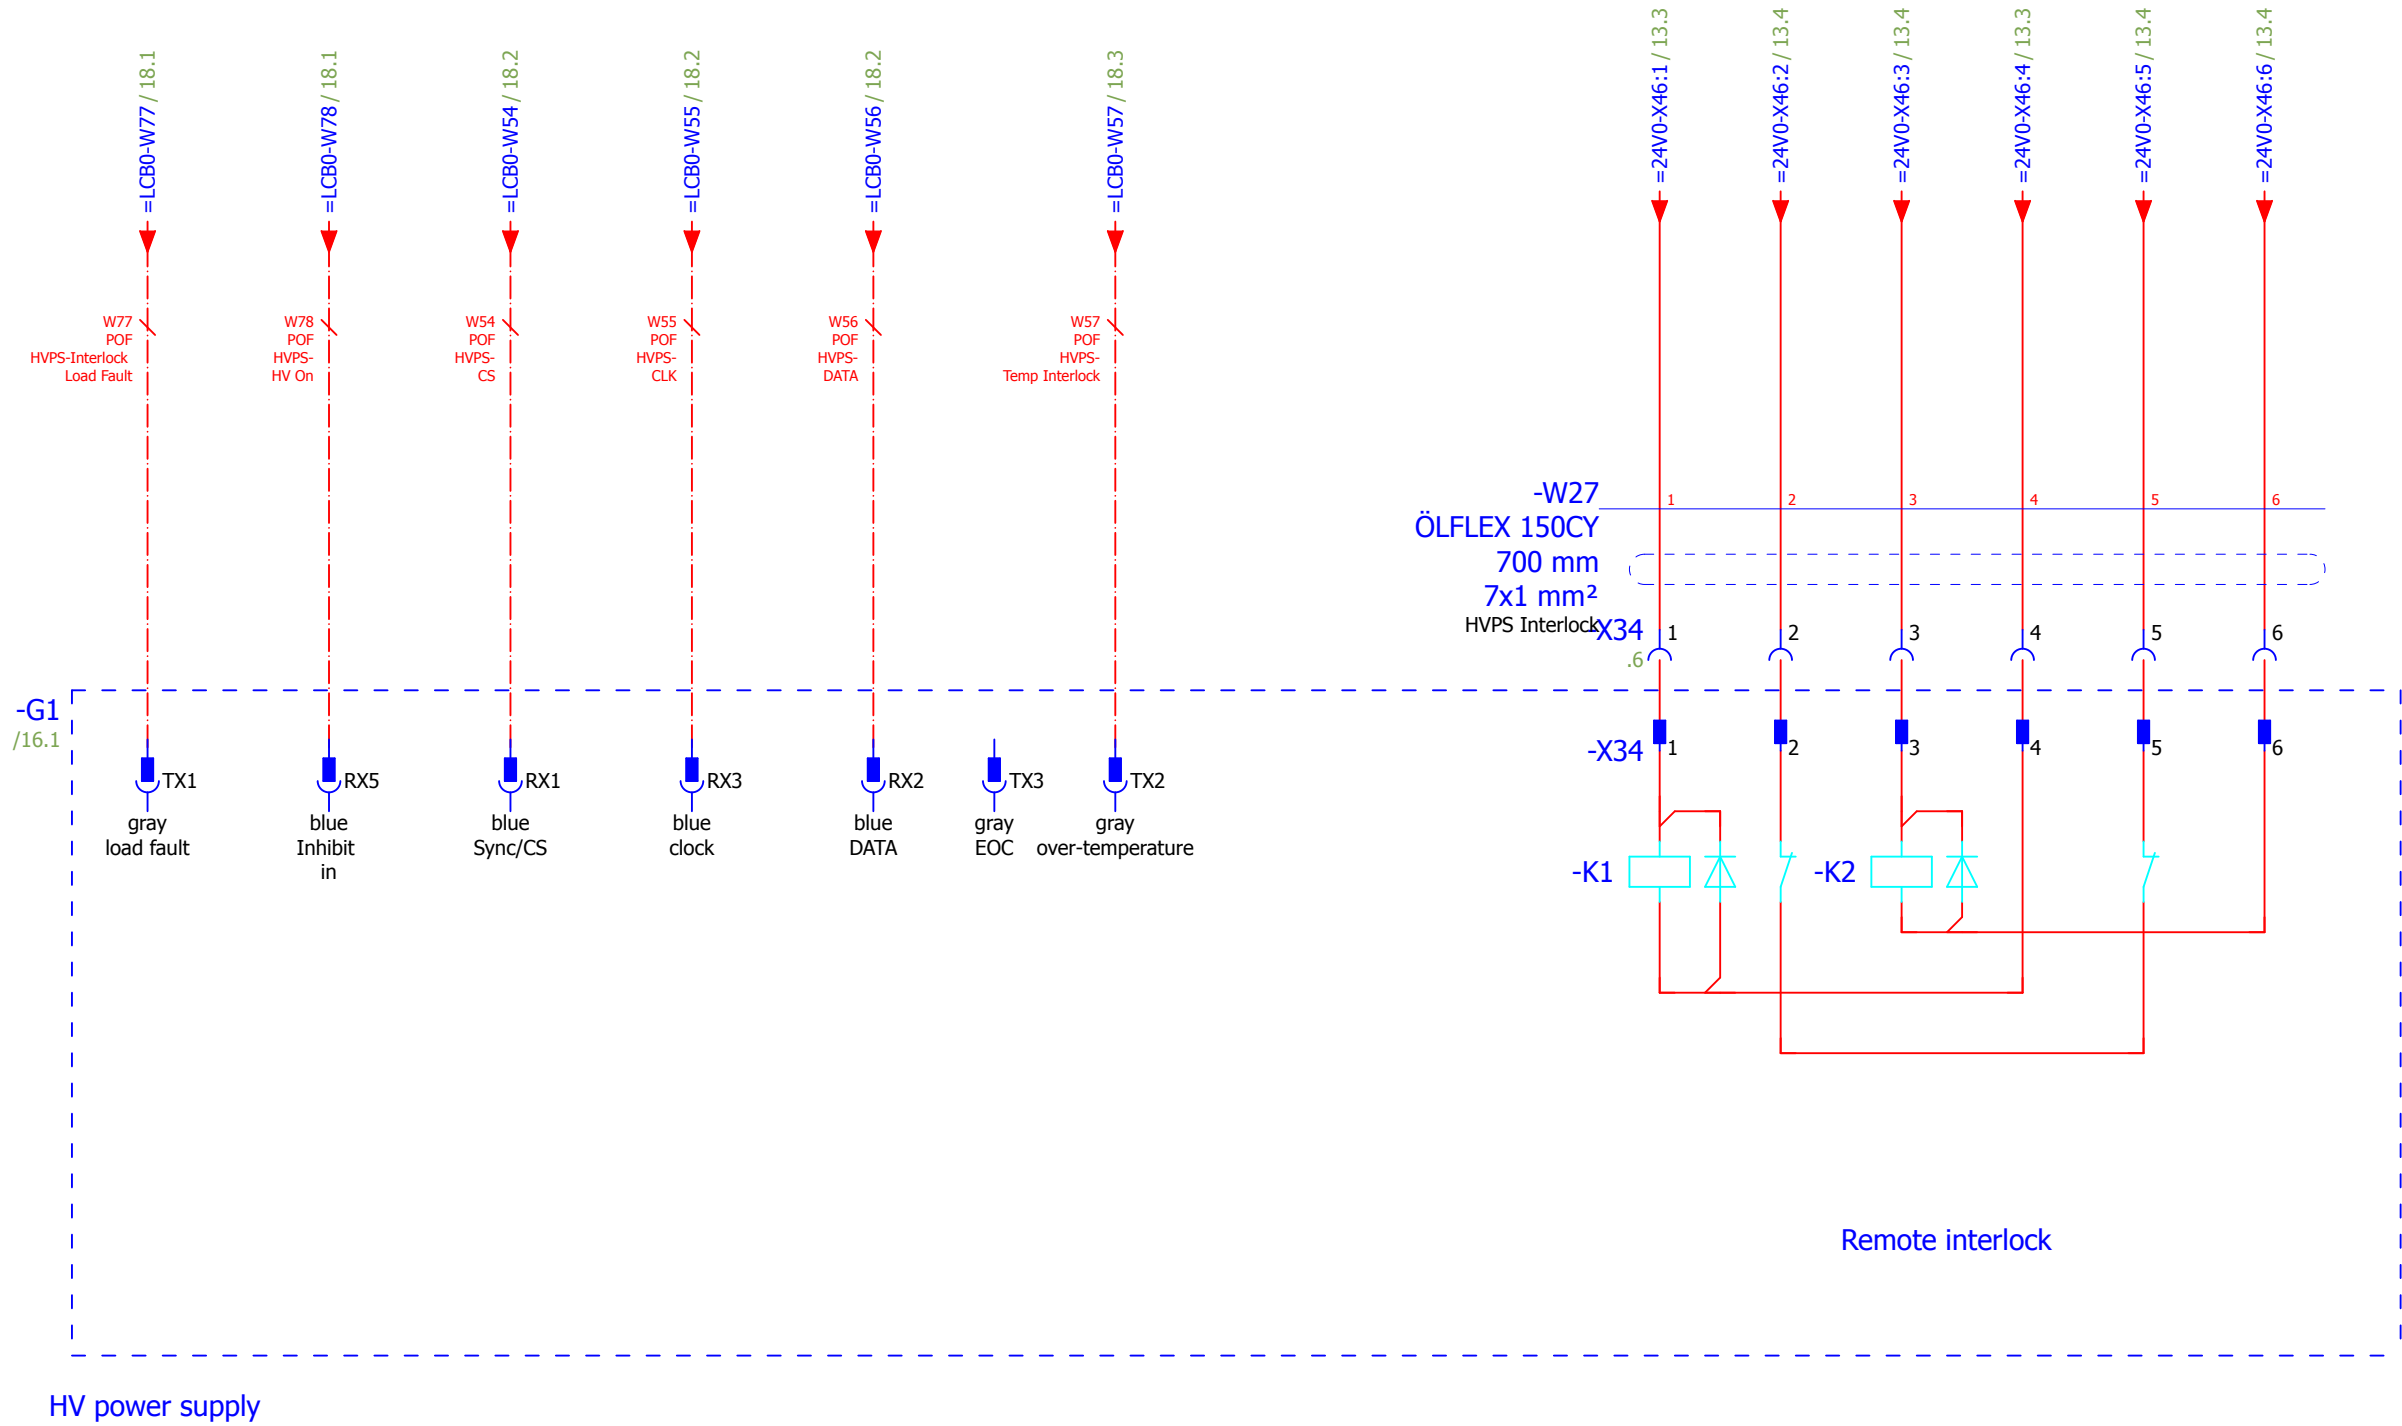 =LCB0-W77 / 18.1
=LCB0-W78 / 18.1
=LCB0-W54 / 18.2
=LCB0-W55 / 18.2
=LCB0-W56 / 18.2
=LCB0-W57 / 18.3
=24V0-X46:1 / 13.3
=24V0-X46:2 / 13.4
=24V0-X46:3 / 13.4
=24V0-X46:4 / 13.3
=24V0-X46:5 / 13.4
=24V0-X46:6 / 13.4
W77
POF
HVPS-Interlock
Load Fault
W78
POF
HVPS-
HV On
W54
POF
HVPS-
CS
W55
POF
HVPS-
CLK
W56
POF
HVPS-
DATA
W57
POF
HVPS-
Temp Interlock
-W27
ÖLFLEX 150CY
700 mm
7x1 mm²
HVPS Interlock
1 2 3 4 5 6
-X34 1 2 3 4 5 6
.6
-G1
/16.1
-X34 1 2 3 4 5 6
TX1
gray
load fault
RX5
blue
Inhibit
in
RX1
blue
Sync/CS
RX3
blue
clock
RX2
blue
DATA
TX3
gray
EOC
TX2
gray
over-temperature
-K1
-K2
Remote interlock
HV power supply